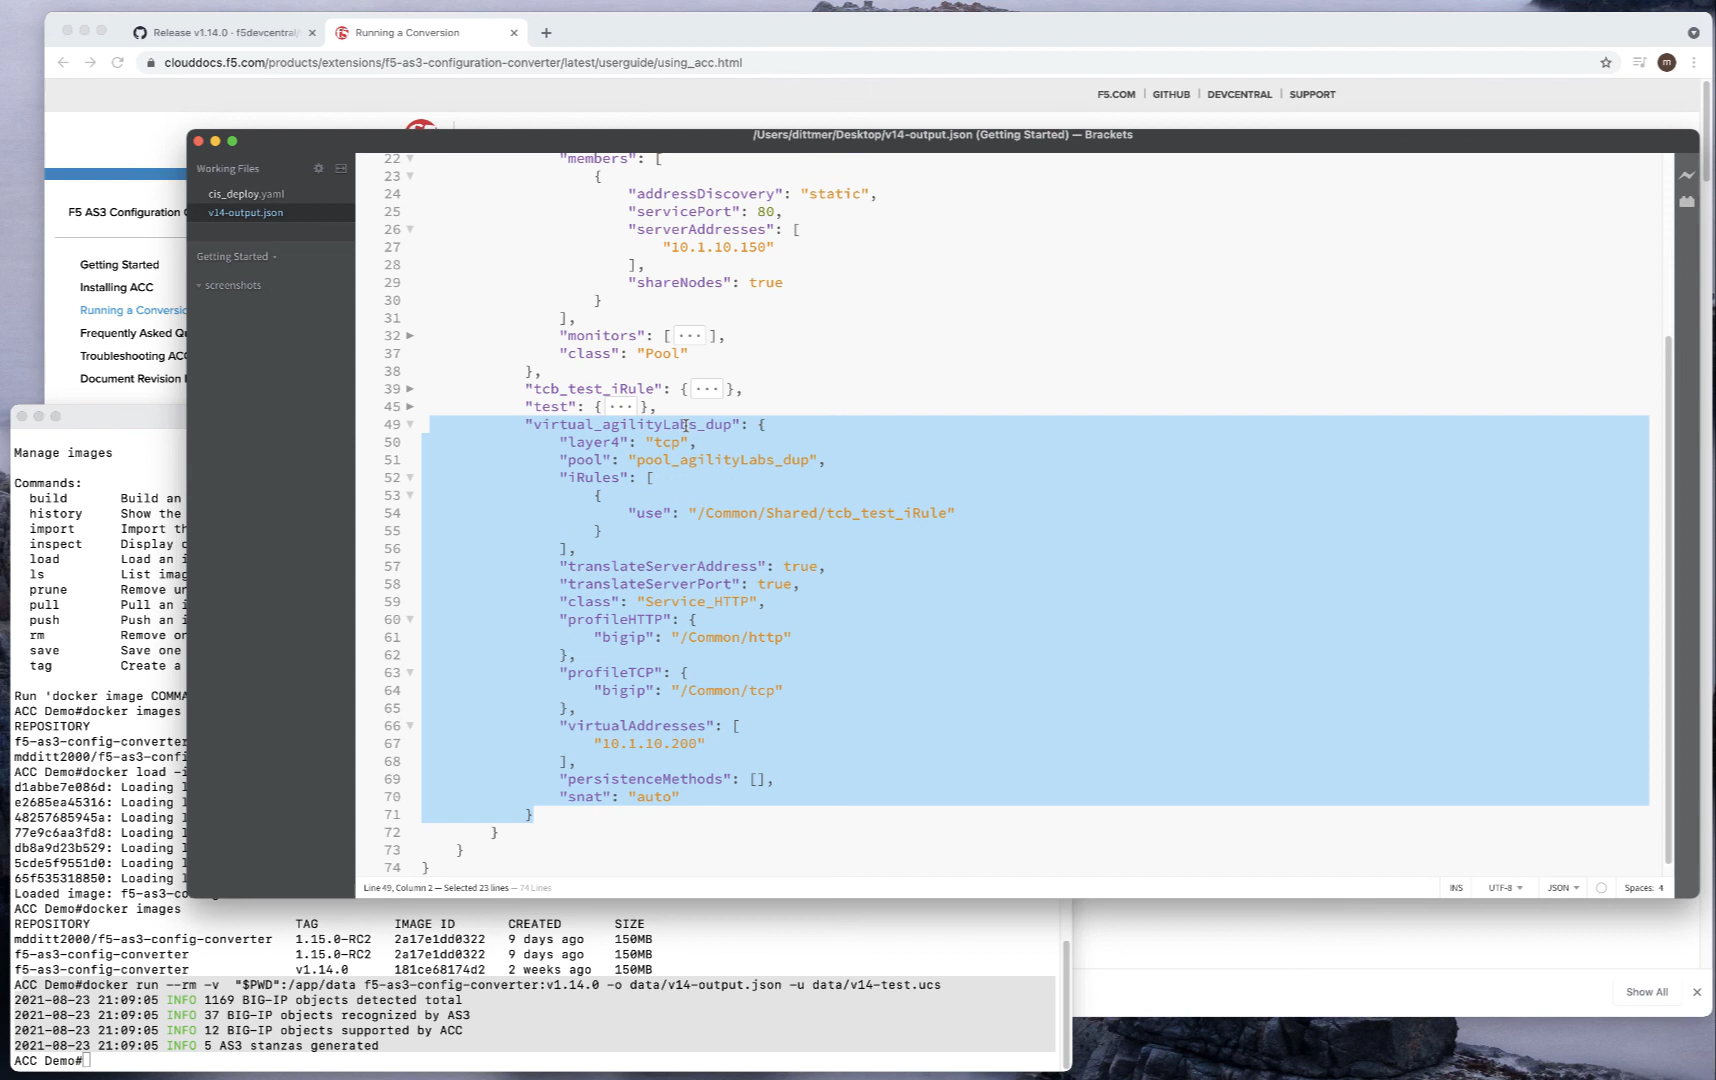 Release v1.14.0 · f5devcentral/
Running a Conversion
clouddocs.f5.com/products/extensions/f5-as3-configuration-converter/latest/userguide/using_acc.html
m
F5.COM | GITHUB | DEVCENTRAL | SUPPORT
F5 AS3 Configuration
Getting Started
Installing ACC
Running a Conversio
Frequently Asked Qu
Troubleshooting ACC
Document Revision
/Users/dittmer/Desktop/v14-output.json (Getting Started) — Brackets
Working Files
cis_deploy.yaml
v14-output.json
Getting Started
screenshots
22 "members": [
23 {
24 "addressDiscovery": "static",
25 "servicePort": 80,
26 "serverAddresses": [
27 "10.1.10.150"
28 ],
29 "shareNodes": true
30 }
31 ],
32 "monitors": [ ··· ],
37 "class": "Pool"
38 },
39 "tcb_test_iRule": { ··· },
45 "test": { ··· },
49 "virtual_agilityLabs_dup": {
50 "layer4": "tcp",
51 "pool": "pool_agilityLabs_dup",
52 "iRules": [
53 {
54 "use": "/Common/Shared/tcb_test_iRule"
55 }
56 ],
57 "translateServerAddress": true,
58 "translateServerPort": true,
59 "class": "Service_HTTP",
60 "profileHTTP": {
61 "bigip": "/Common/http"
62 },
63 "profileTCP": {
64 "bigip": "/Common/tcp"
65 },
66 "virtualAddresses": [
67 "10.1.10.200"
68 ],
69 "persistenceMethods": [],
70 "snat": "auto"
71 }
72 }
73 }
74 }
Line 49, Column 2 — Selected 23 lines — 74 Lines
INS UTF-8 JSON Spaces: 4
Manage images
Commands:
build Build an
history Show the
import Import th
inspect Display
load Load an i
ls List imag
prune Remove un
pull Pull an i
push Push an i
rm Remove on
save Save one
tag Create a
Run 'docker image COMMA
ACC Demo#docker images
REPOSITORY
f5-as3-config-converter
mdditt2000/f5-as3-confi
ACC Demo#docker load -i
d1abbe7e086d: Loading l
e2685ea45316: Loading l
48257685945a: Loading l
77e9c6aa3fd8: Loading l
db8a9d23b529: Loading l
5cde5f9551d0: Loading l
65f535318850: Loading l
Loaded image: f5-as3-co
ACC Demo#docker images
REPOSITORY TAG IMAGE ID CREATED SIZE
mdditt2000/f5-as3-config-converter 1.15.0-RC2 2a17e1dd0322 9 days ago 150MB
f5-as3-config-converter 1.15.0-RC2 2a17e1dd0322 9 days ago 150MB
f5-as3-config-converter v1.14.0 181ce68174d2 2 weeks ago 150MB
ACC Demo#docker run --rm -v "$PWD":/app/data f5-as3-config-converter:v1.14.0 -o data/v14-output.json -u data/v14-test.ucs
2021-08-23 21:09:05 INFO 1169 BIG-IP objects detected total
2021-08-23 21:09:05 INFO 37 BIG-IP objects recognized by AS3
2021-08-23 21:09:05 INFO 12 BIG-IP objects supported by ACC
2021-08-23 21:09:05 INFO 5 AS3 stanzas generated
ACC Demo#
Show All